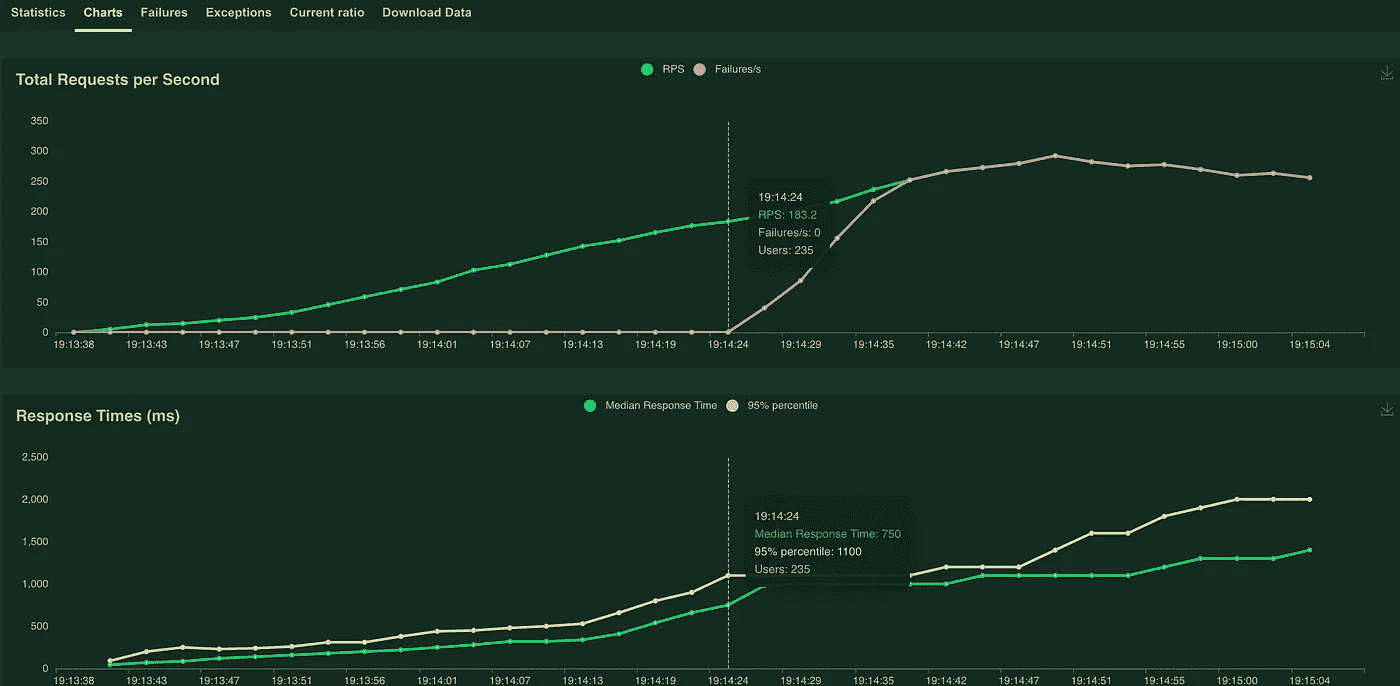 Statistics Charts Failures Exceptions Current ratio Download Data
RPS Failures/s
Total Requests per Second
350
300
250
200
150
100
50
0
19:14:24
RPS: 183.2
Failures/s: 0
Users: 235
19:13:38 19:13:43 19:13:47 19:13:51 19:13:56 19:14:01 19:14:07 19:14:13 19:14:19 19:14:24 19:14:29 19:14:35 19:14:42 19:14:47 19:14:51 19:14:55 19:15:00 19:15:04
Median Response Time 95% percentile
Response Times (ms)
2,500
2,000
1,500
1,000
500
0
19:14:24
Median Response Time: 750
95% percentile: 1100
Users: 235
19:13:38 19:13:43 19:13:47 19:13:51 19:13:56 19:14:01 19:14:07 19:14:13 19:14:19 19:14:24 19:14:29 19:14:35 19:14:42 19:14:47 19:14:51 19:14:55 19:15:00 19:15:04